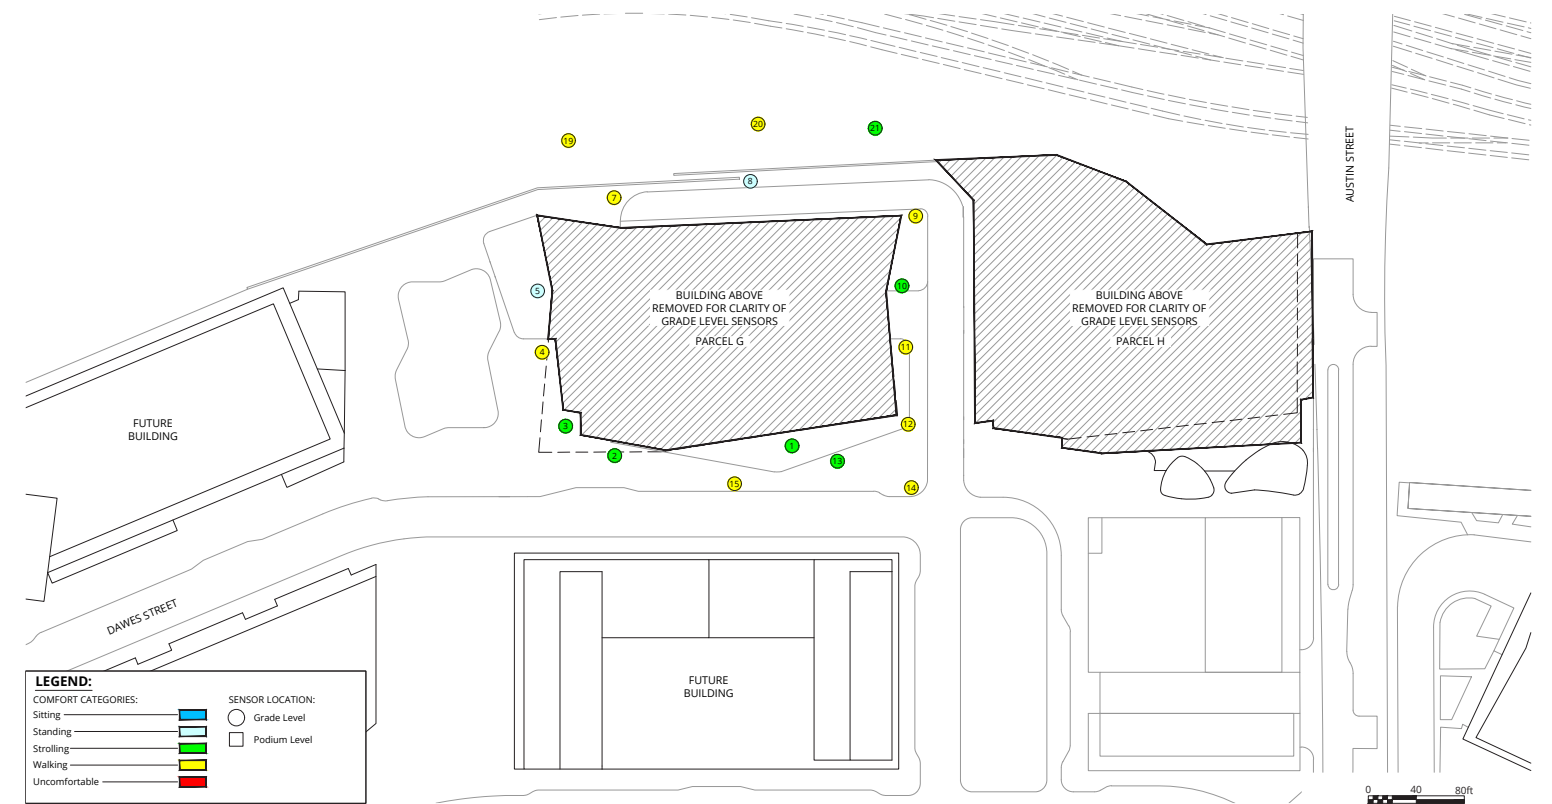 20
21
19
AUSTIN STREET
8
7
9
10
5
BUILDING ABOVE
REMOVED FOR CLARITY OF
GRADE LEVEL SENSORS
PARCEL G
BUILDING ABOVE
REMOVED FOR CLARITY OF
GRADE LEVEL SENSORS
PARCEL H
11
4
FUTURE
BUILDING
3
12
1
2
13
15
14
DAWES STREET
FUTURE
BUILDING
LEGEND:
COMFORT CATEGORIES:
Sitting
Standing
Strolling
Walking
Uncomfortable
SENSOR LOCATION:
Grade Level
Podium Level
0 40 80ft